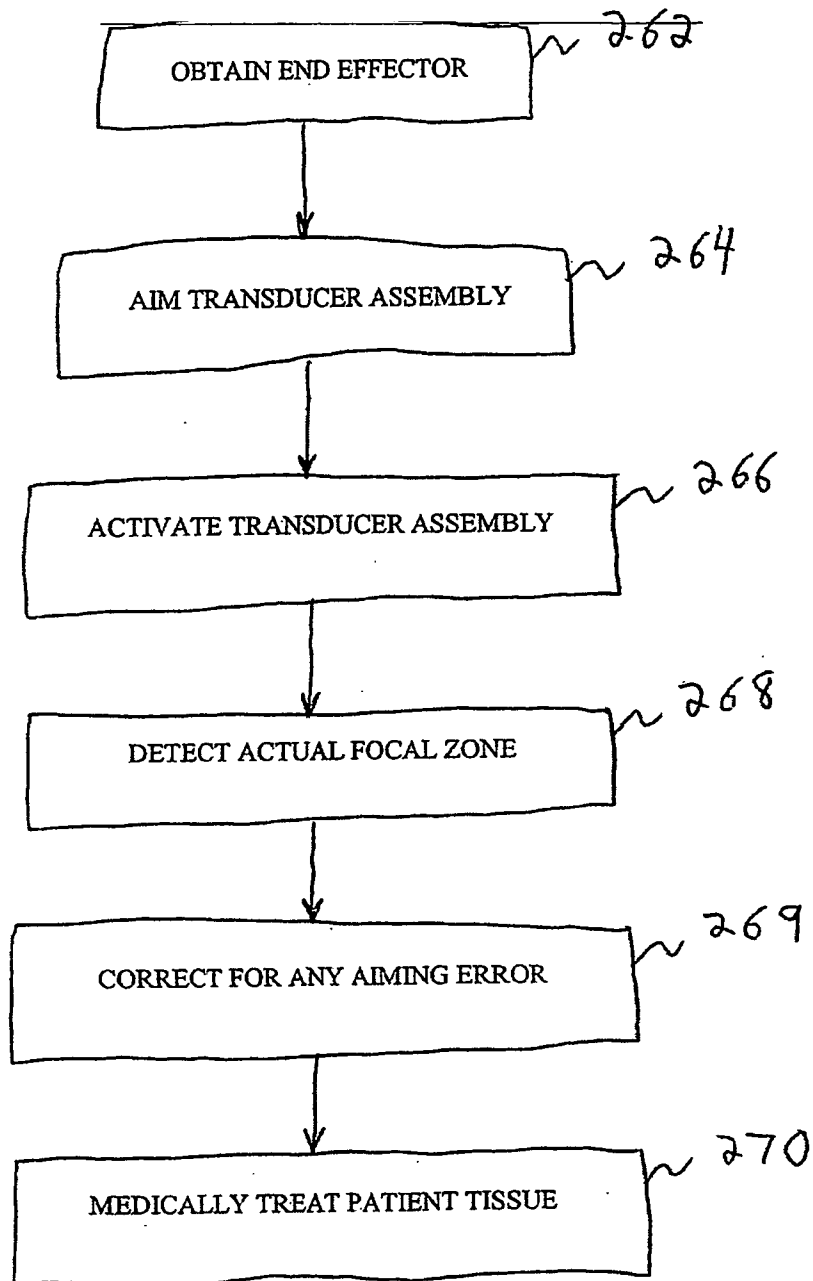 262
OBTAIN END EFFECTOR
264
AIM TRANSDUCER ASSEMBLY
266
ACTIVATE TRANSDUCER ASSEMBLY
268
DETECT ACTUAL FOCAL ZONE
269
CORRECT FOR ANY AIMING ERROR
270
MEDICALLY TREAT PATIENT TISSUE